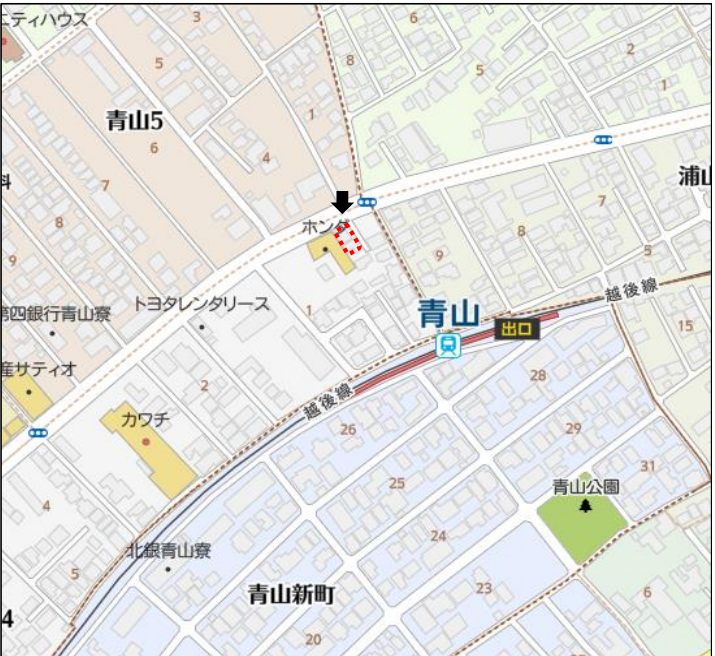 ニティハウス
3
6
8
5
2
5
1
1
青山5
6
4
7
科
浦山
7
8
ホンダ
8
9
9
5
越後線
第四銀行青山寮
トヨタレンタリース
1
青山
出口
15
産サティオ
2
28
越後線
カワチ
26
29
31
25
青山公園
4
24
北銀青山寮
5
青山新町
23
6
4
20